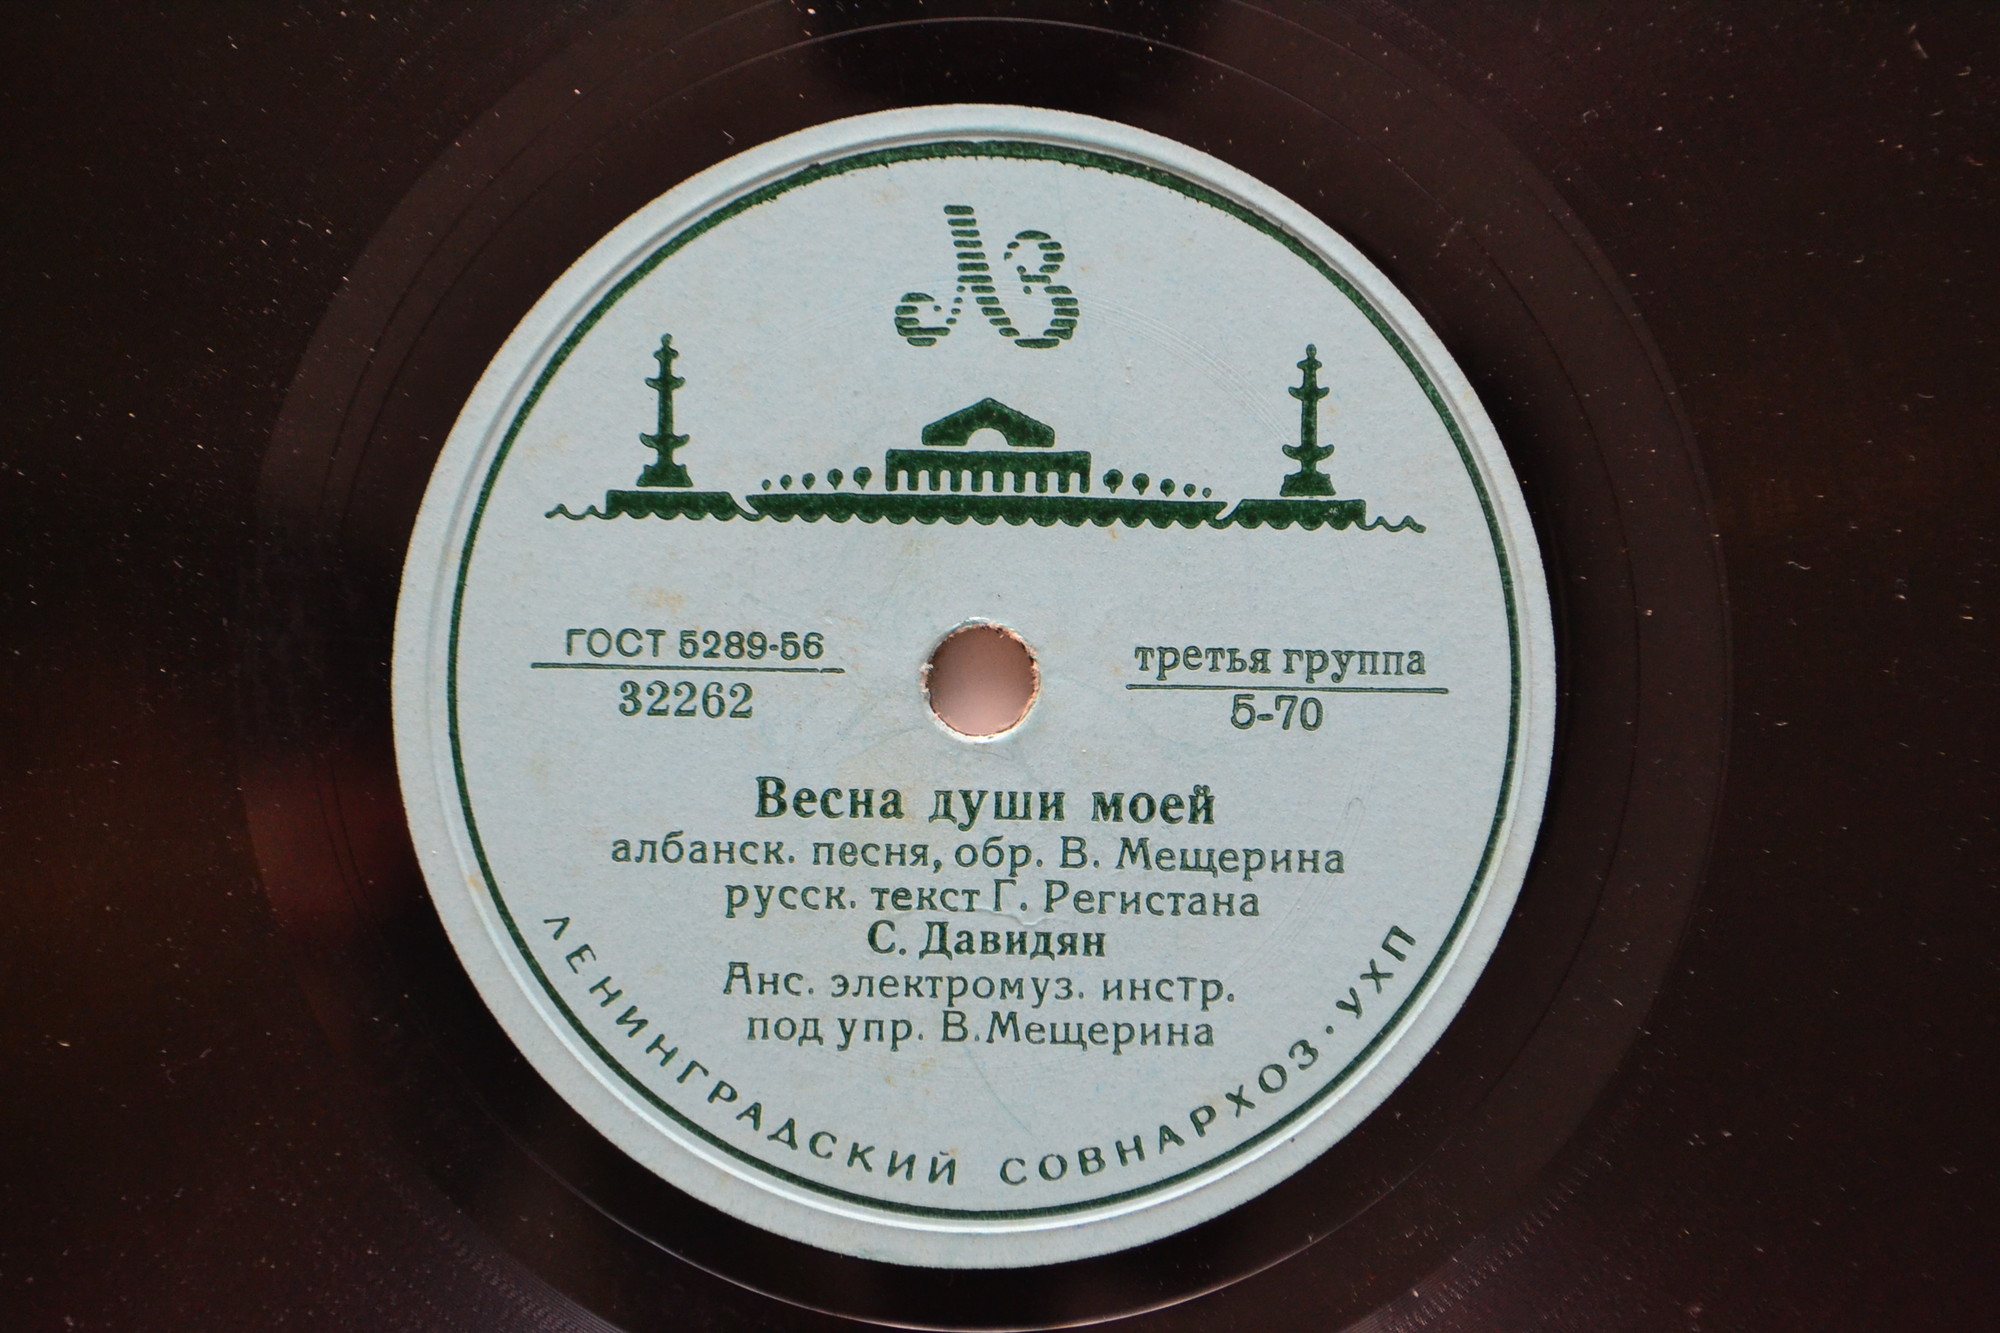 ЛЗ
ГОСТ 5289-56
32262
третья группа
5-70
Весна души моей
албанск. песня, обр. В. Мещерина
русск. текст Г. Регистана
С. Давидян
Анс. электромуз. инстр.
под упр. В. Мещерина
ЛЕНИНГРАДСКИЙ СОВНАРХОЗ · УХП